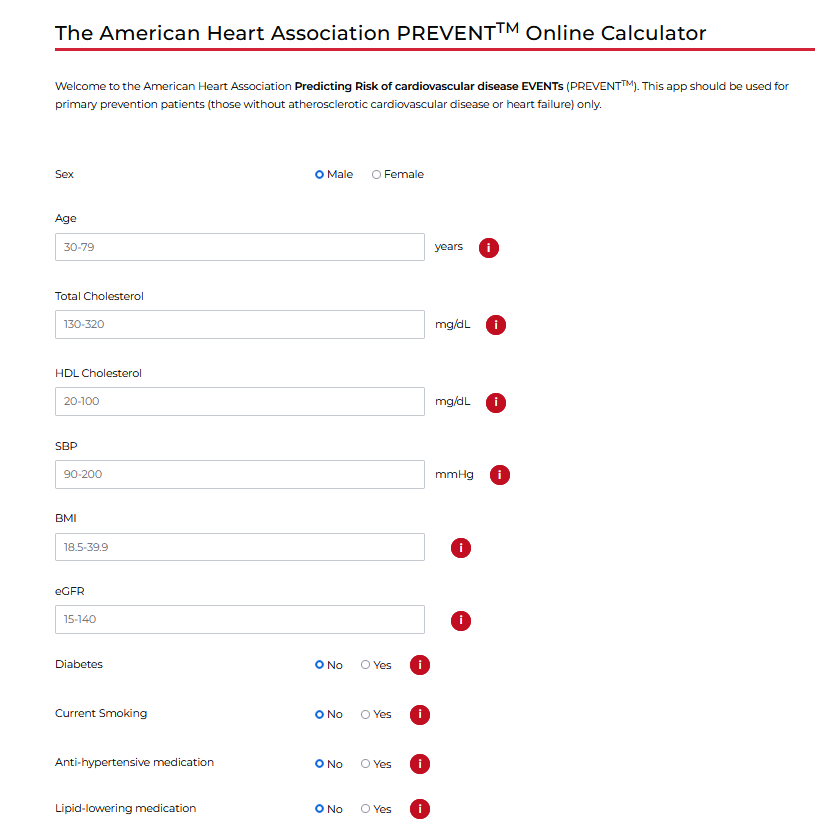 The American Heart Association PREVENT™ Online Calculator
Welcome to the American Heart Association Predicting Risk of cardiovascular disease EVENTs (PREVENT™). This app should be used for
primary prevention patients (those without atherosclerotic cardiovascular disease or heart failure) only.
Sex Male Female
Age
30-79 years i
Total Cholesterol
130-320 mg/dL i
HDL Cholesterol
20-100 mg/dL i
SBP
90-200 mmHg i
BMI
18.5-39.9 i
eGFR
15-140 i
Diabetes No Yes i
Current Smoking No Yes i
Anti-hypertensive medication No Yes i
Lipid-lowering medication No Yes i